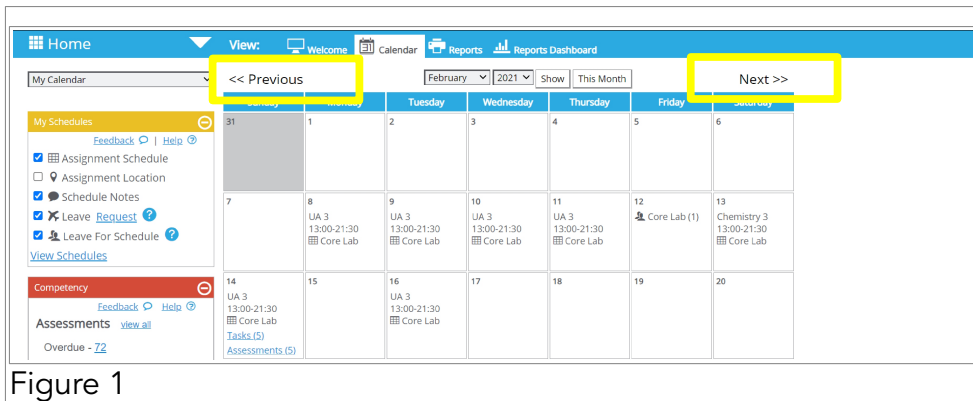 Home
View: Welcome Calendar Reports Reports Dashboard
My Calendar
<< Previous
February 2021 Show This Month
Next >>
Sunday Monday Tuesday Wednesday Thursday Friday Saturday
My Schedules
Feedback | Help
Assignment Schedule
Assignment Location
Schedule Notes
Leave Request ?
Leave For Schedule ?
View Schedules
Competency
Feedback Help
Assessments view all
Overdue - 72
31 1 2 3 4 5 6
7
8
UA 3
13:00-21:30
Core Lab
9
UA 3
13:00-21:30
Core Lab
10
UA 3
13:00-21:30
Core Lab
11
UA 3
13:00-21:30
Core Lab
12
Core Lab (1)
13
Chemistry 3
13:00-21:30
Core Lab
14
UA 3
13:00-21:30
Core Lab
Tasks (5)
Assessments (5)
15
16
UA 3
13:00-21:30
Core Lab
17
18
19
20
Figure 1